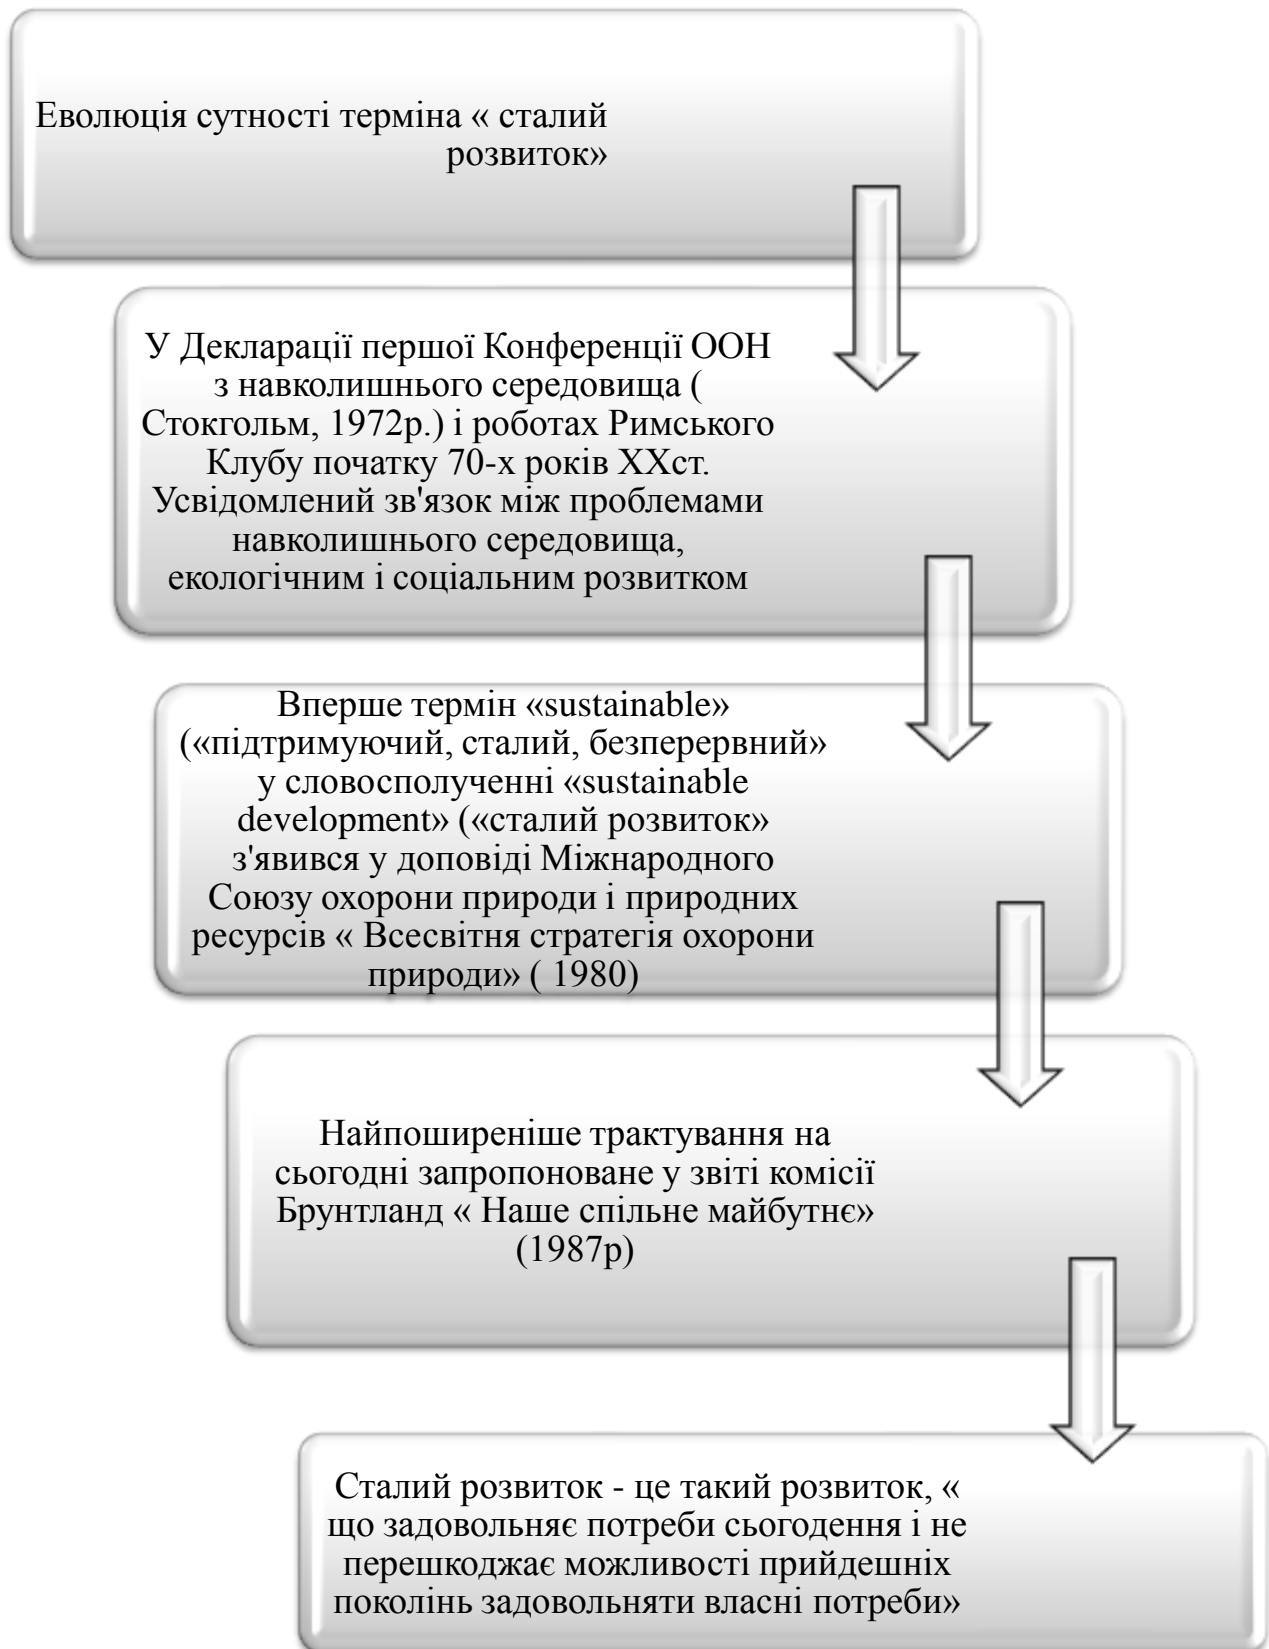 Еволюція сутності терміна « сталий
розвиток»
У Декларації першої Конференції ООН
з навколишнього середовища (
Стокгольм, 1972р.) і роботах Римського
Клубу початку 70-х років ХХст.
Усвідомлений зв'язок між проблемами
навколишнього середовища,
екологічним і соціальним розвитком
Вперше термін «sustainable»
(«підтримуючий, сталий, безперервний»
у словосполученні «sustainable
development» («сталий розвиток»
з'явився у доповіді Міжнародного
Союзу охорони природи і природних
ресурсів « Всесвітня стратегія охорони
природи» ( 1980)
Найпоширеніше трактування на
сьогодні запропоноване у звіті комісії
Брунтланд « Наше спільне майбутнє»
(1987р)
Сталий розвиток - це такий розвиток, «
що задовольняє потреби сьогодення і не
перешкоджає можливості прийдешніх
поколінь задовольняти власні потреби»